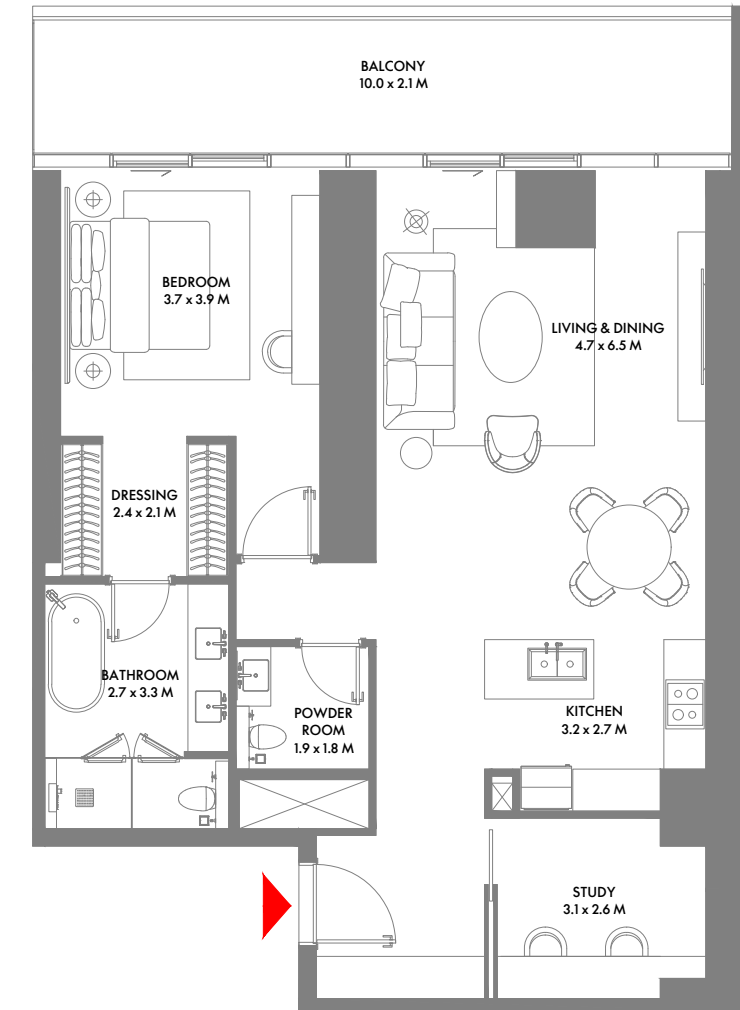 BALCONY
10.0 x 2.1 M
BEDROOM
3.7 x 3.9 M
LIVING & DINING
4.7 x 6.5 M
DRESSING
2.4 x 2.1 M
BATHROOM
2.7 x 3.3 M
POWDER
ROOM
1.9 x 1.8 M
KITCHEN
3.2 x 2.7 M
STUDY
3.1 x 2.6 M